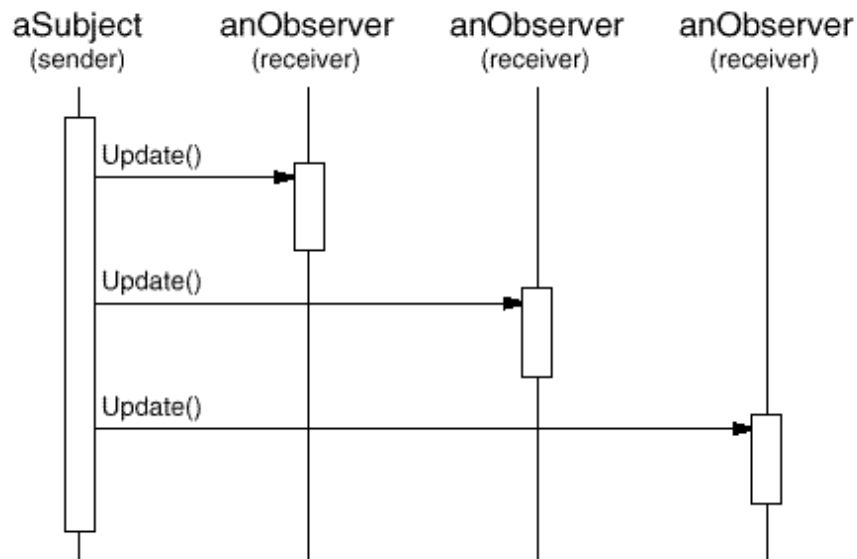 aSubject
(sender)
anObserver
(receiver)
anObserver
(receiver)
anObserver
(receiver)
Update()
Update()
Update()